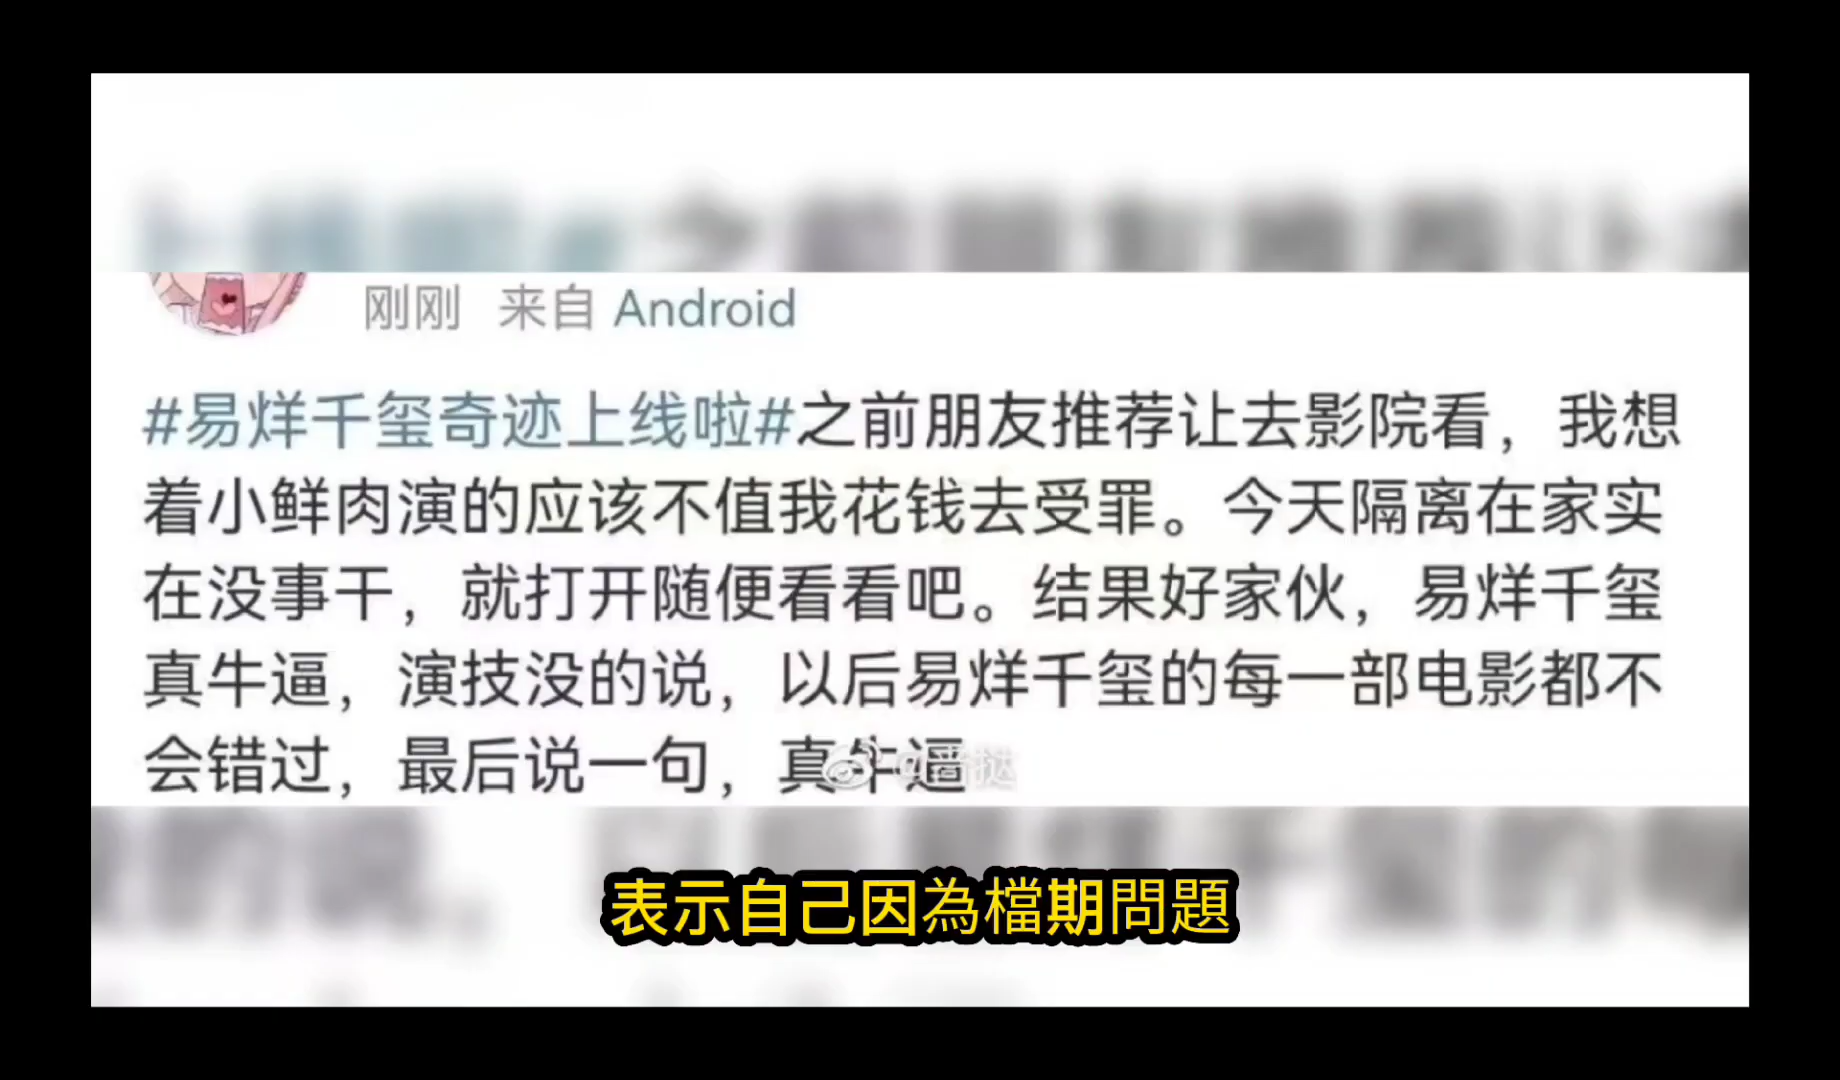 刚刚 来自 Android
#易烊千玺奇迹上线啦#之前朋友推荐让去影院看，我想
着小鲜肉演的应该不值我花钱去受罪。今天隔离在家实
在没事干，就打开随便看看吧。结果好家伙，易烊千玺
真牛逼，演技没的说，以后易烊千玺的每一部电影都不
会错过，最后说一句，真牛逼
表示自己因為檔期問題